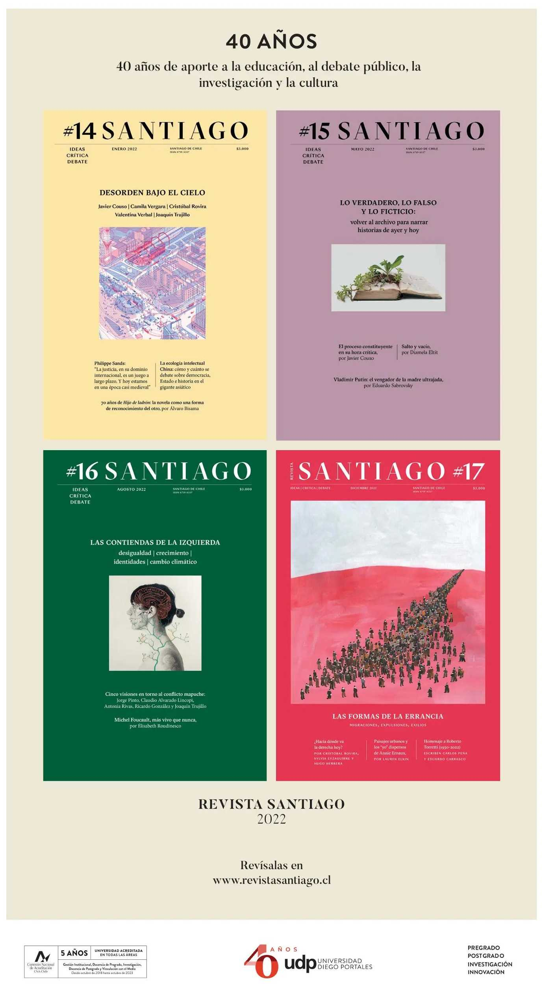 40 AÑOS
40 años de aporte a la educación, al debate público, la
investigación y la cultura
#14 SANTIAGO
IDEAS
CRÍTICA
DEBATE
ENERO 2022
SANTIAGO DE CHILE
ISSN 0719-8337
$3.000
DESORDEN BAJO EL CIELO
Javier Couso | Camila Vergara | Cristóbal Rovira
Valentina Verbal | Joaquín Trujillo
Philippe Sands:
“La justicia, en su dominio
internacional, es un juego a
largo plazo. Y hoy estamos
en una época casi medieval”
La ecología intelectual
China: cómo y cuánto se
debate sobre democracia,
Estado e historia en el
gigante asiático
70 años de Hijo de ladrón: la novela como una forma
de reconocimiento del otro, por Álvaro Bisama
#15 SANTIAGO
IDEAS
CRÍTICA
DEBATE
MAYO 2022
SANTIAGO DE CHILE
ISSN 0719-8337
$3.000
LO VERDADERO, LO FALSO
Y LO FICTICIO:
volver al archivo para narrar
historias de ayer y hoy
El proceso constituyente
en su hora crítica,
por Javier Couso
Salto y vacío,
por Diamela Eltit
Vladimir Putin: el vengador de la madre ultrajada,
por Eduardo Sabrovsky
#16 SANTIAGO
IDEAS
CRÍTICA
DEBATE
AGOSTO 2022
SANTIAGO DE CHILE
ISSN 0719-8337
$3.000
LAS CONTIENDAS DE LA IZQUIERDA
desigualdad | crecimiento |
identidades | cambio climático
Cinco visiones en torno al conflicto mapuche:
Jorge Pinto, Claudio Alvarado Lincopi,
Antonia Rivas, Ricardo González y Joaquín Trujillo
Michel Foucault, más vivo que nunca,
por Élisabeth Roudinesco
REVISTA SANTIAGO #17
IDEAS | CRÍTICA | DEBATE
DICIEMBRE 2022
SANTIAGO DE CHILE
ISSN 0719-8337
$3.000
LAS FORMAS DE LA ERRANCIA
MIGRACIONES, EXPULSIONES, EXILIOS
¿Hacia dónde va
la derecha hoy?
POR CRISTÓBAL ROVIRA,
SYLVIA EYZAGUIRRE Y
HUGO HERRERA
Paisajes urbanos y
los “yo” dispersos
de Annie Ernaux,
POR LAUREN ELKIN
Homenaje a Roberto
Torretti (1930-2022)
ESCRIBEN CARLOS PEÑA
Y EDUARDO CARRASCO
REVISTA SANTIAGO
2022
Revísalas en
www.revistasantiago.cl
Comisión Nacional
de Acreditación
CNA-Chile
5 AÑOS
UNIVERSIDAD ACREDITADA
EN TODAS LAS ÁREAS
Gestión Institucional, Docencia de Pregrado, Investigación,
Docencia de Postgrado y Vinculación con el Medio
Desde octubre de 2018 hasta octubre de 2023
40 AÑOS
udp UNIVERSIDAD
DIEGO PORTALES
PREGRADO
POSTGRADO
INVESTIGACIÓN
INNOVACIÓN